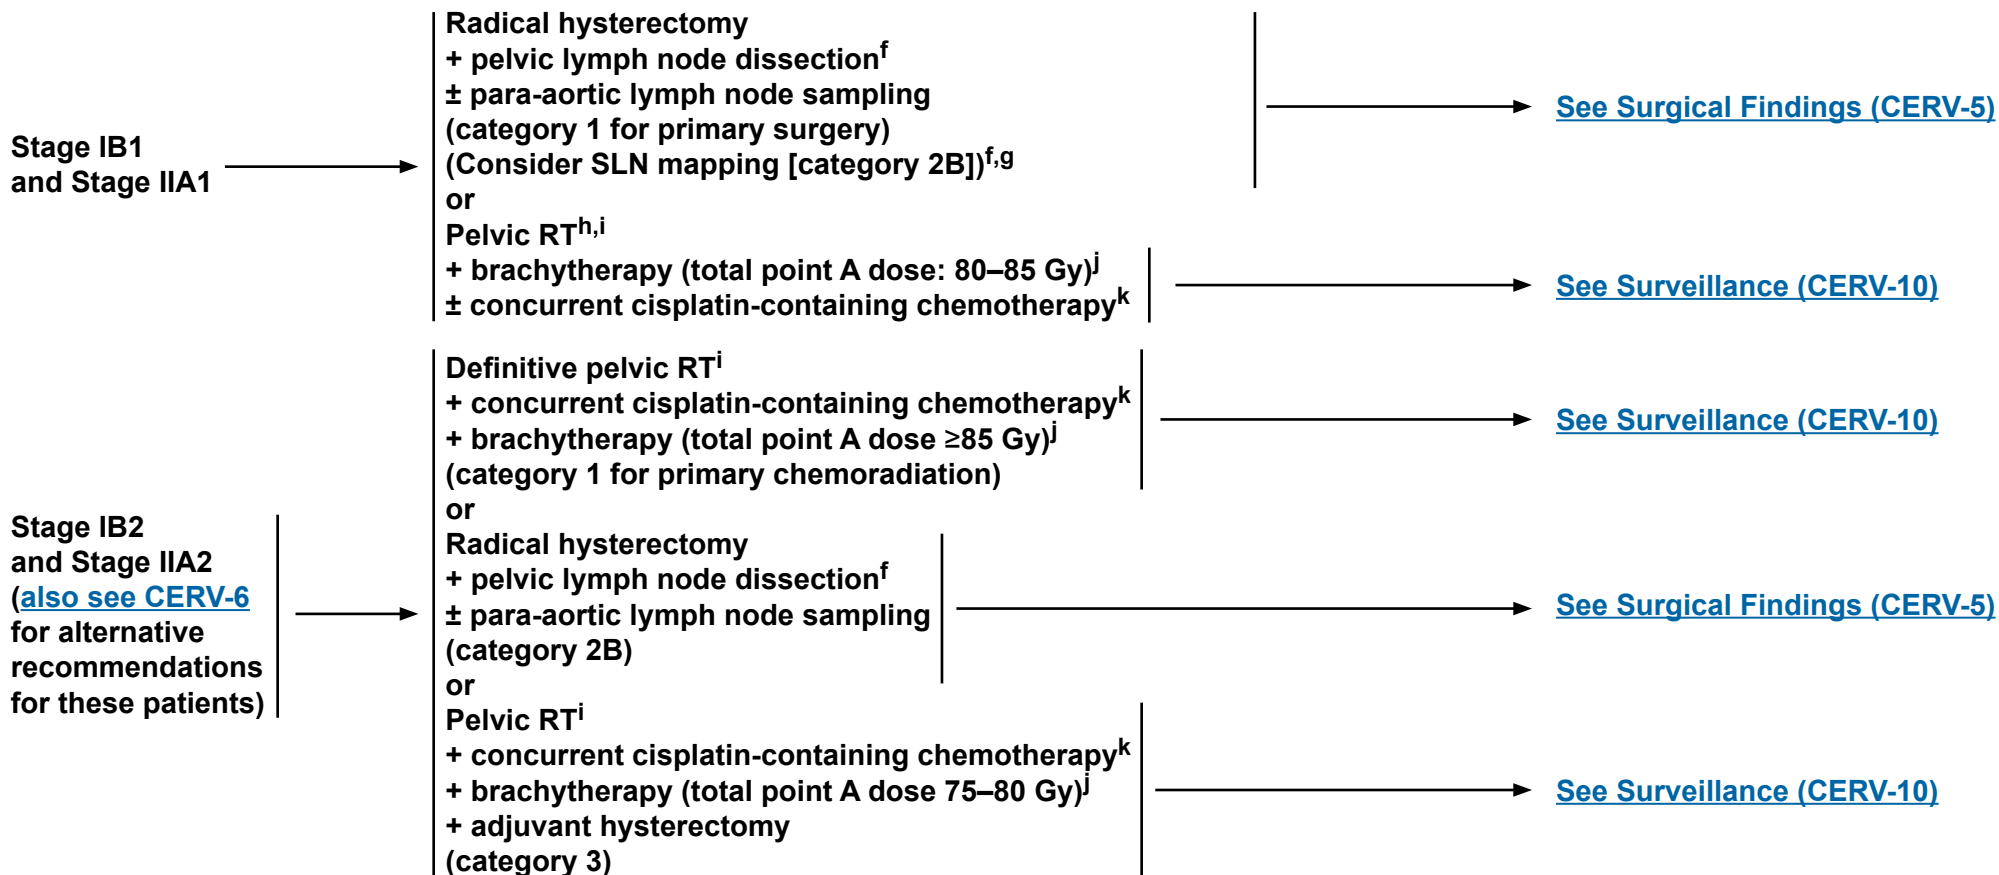 Stage IB1
and Stage IIA1
Radical hysterectomy
+ pelvic lymph node dissectionf
± para-aortic lymph node sampling
(category 1 for primary surgery)
(Consider SLN mapping [category 2B])f,g
or
Pelvic RTh,i
+ brachytherapy (total point A dose: 80–85 Gy)j
± concurrent cisplatin-containing chemotherapyk
See Surgical Findings (CERV-5)
See Surveillance (CERV-10)
Stage IB2
and Stage IIA2
(also see CERV-6
for alternative
recommendations
for these patients)
Definitive pelvic RTi
+ concurrent cisplatin-containing chemotherapyk
+ brachytherapy (total point A dose ≥85 Gy)j
(category 1 for primary chemoradiation)
or
Radical hysterectomy
+ pelvic lymph node dissectionf
± para-aortic lymph node sampling
(category 2B)
or
Pelvic RTi
+ concurrent cisplatin-containing chemotherapyk
+ brachytherapy (total point A dose 75–80 Gy)j
+ adjuvant hysterectomy
(category 3)
See Surveillance (CERV-10)
See Surgical Findings (CERV-5)
See Surveillance (CERV-10)